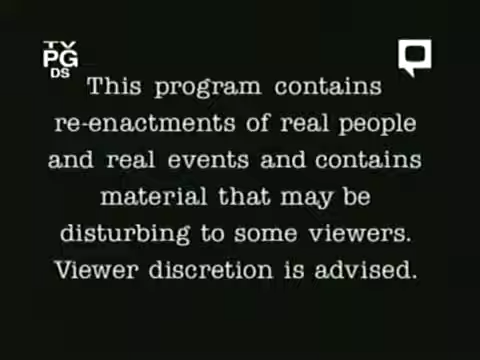 TV
PG
DS
This program contains
re-enactments of real people
and real events and contains
material that may be
disturbing to some viewers.
Viewer discretion is advised.